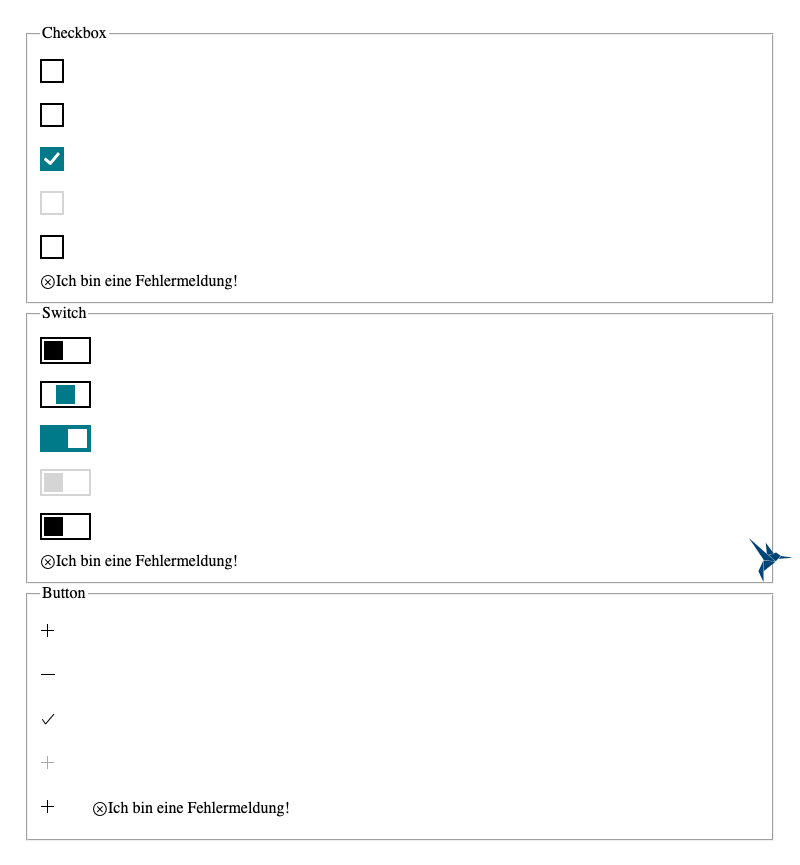 Checkbox
Ich bin eine Fehlermeldung!
Switch
Ich bin eine Fehlermeldung!
Button
Ich bin eine Fehlermeldung!